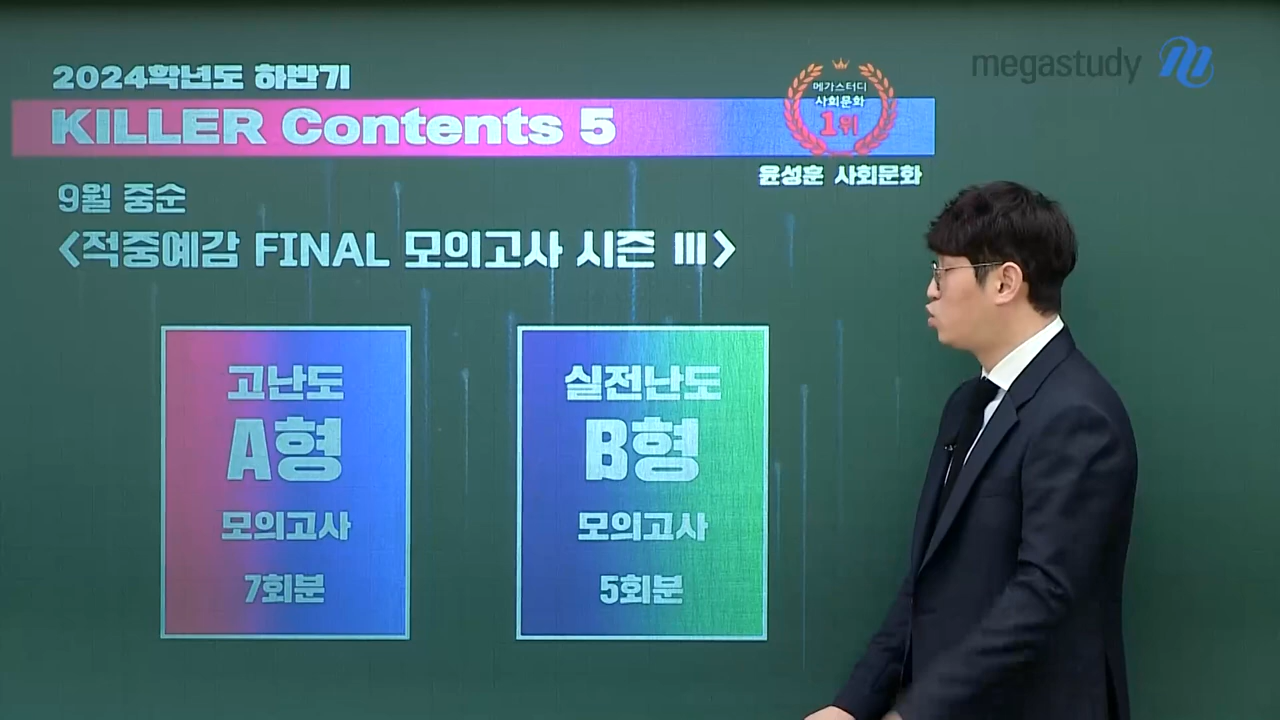 2024학년도 하반기
KILLER Contents 5
megastudy
메가스터디
사회문화
1위
윤성훈 사회문화
9월 중순
<적중예감 FINAL 모의고사 시즌 III>
고난도
A형
모의고사
7회분
실전난도
B형
모의고사
5회분